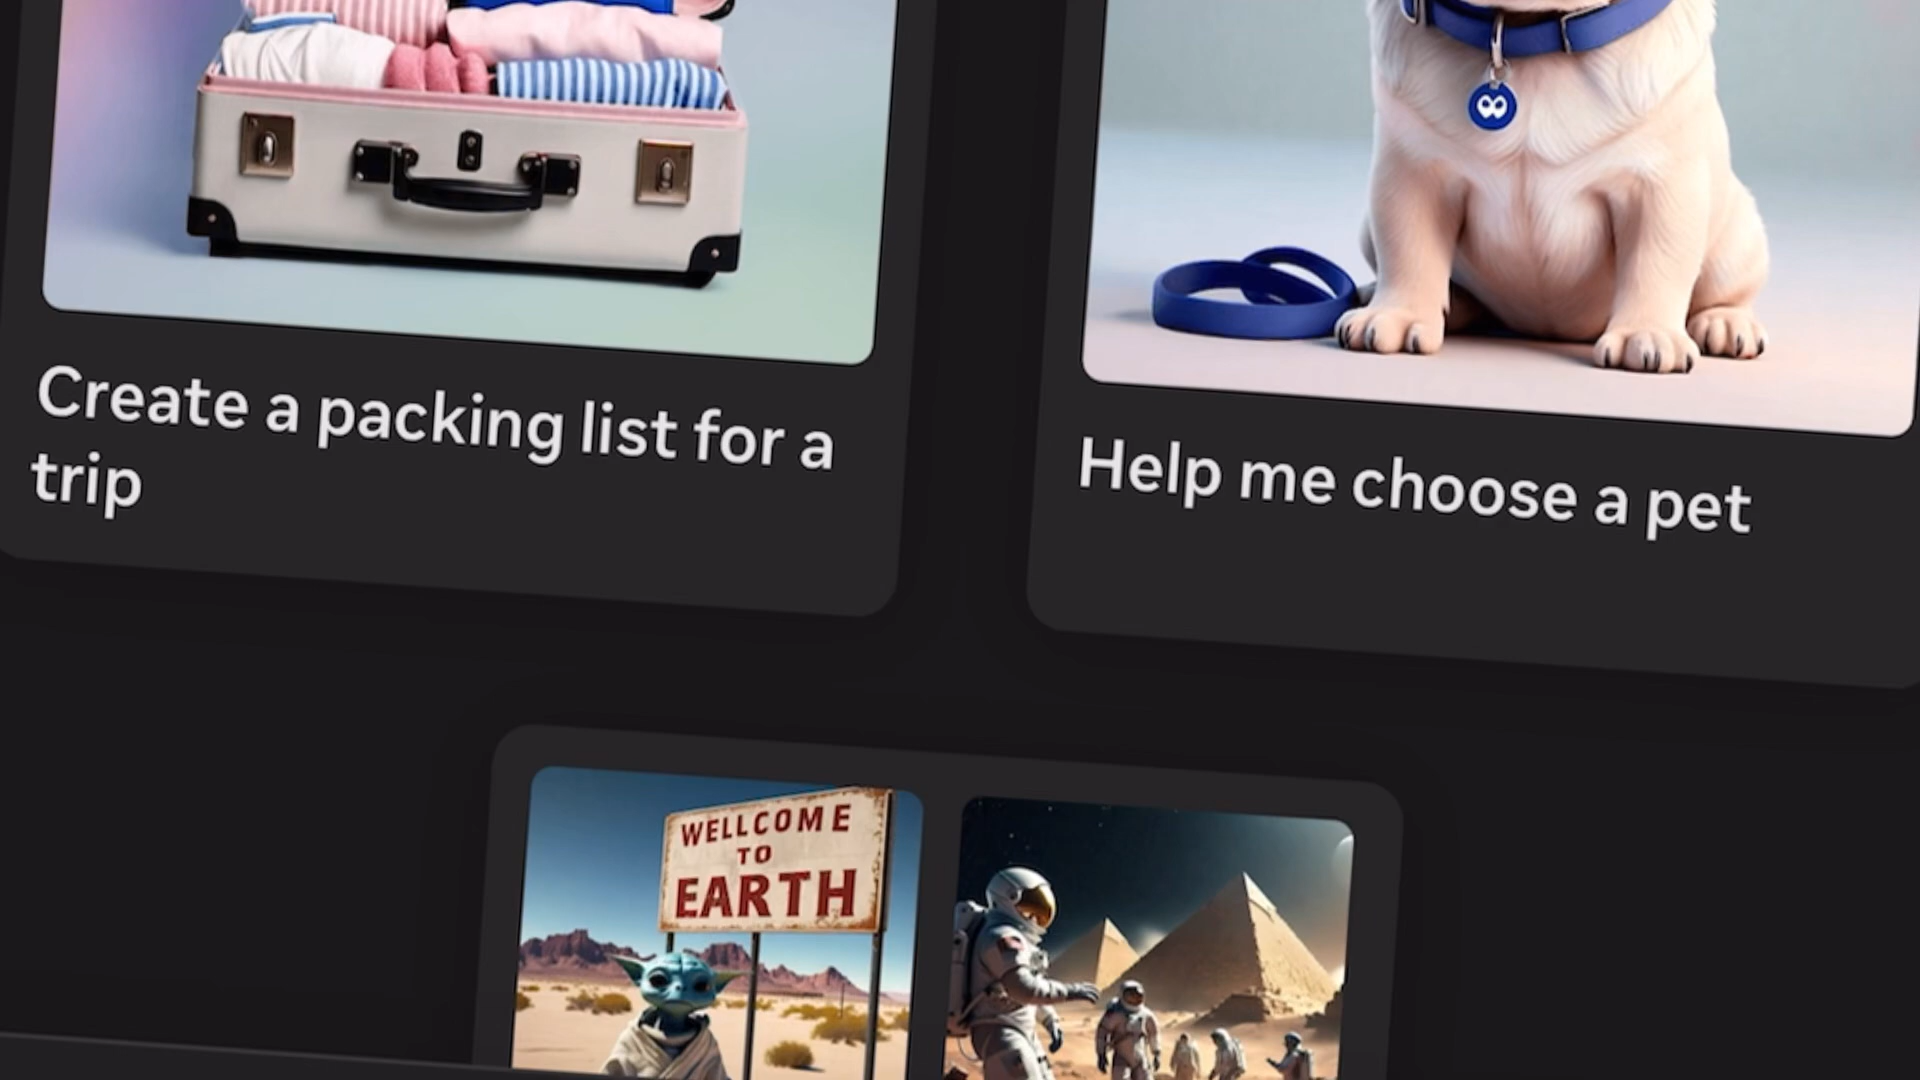 Create a packing list for a
trip
Help me choose a pet
WELLCOME
TO
EARTH